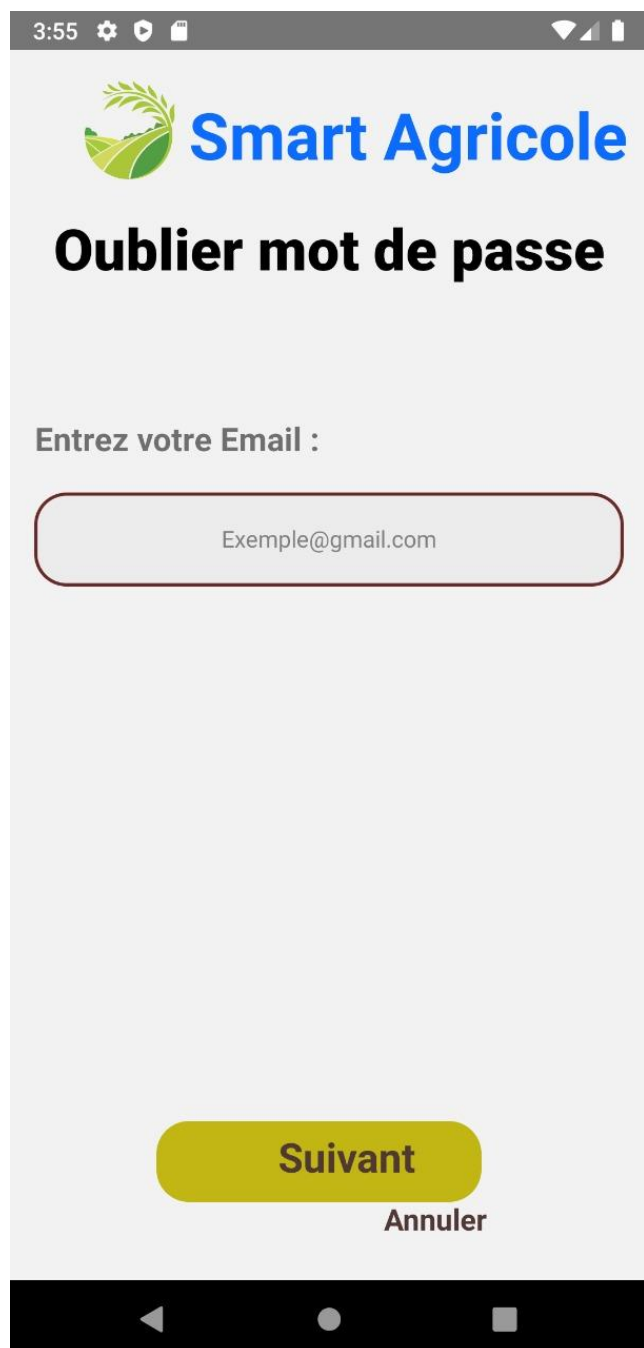 3:55
Smart Agricole
Oublier mot de passe
Entrez votre Email :
Exemple@gmail.com
Suivant
Annuler